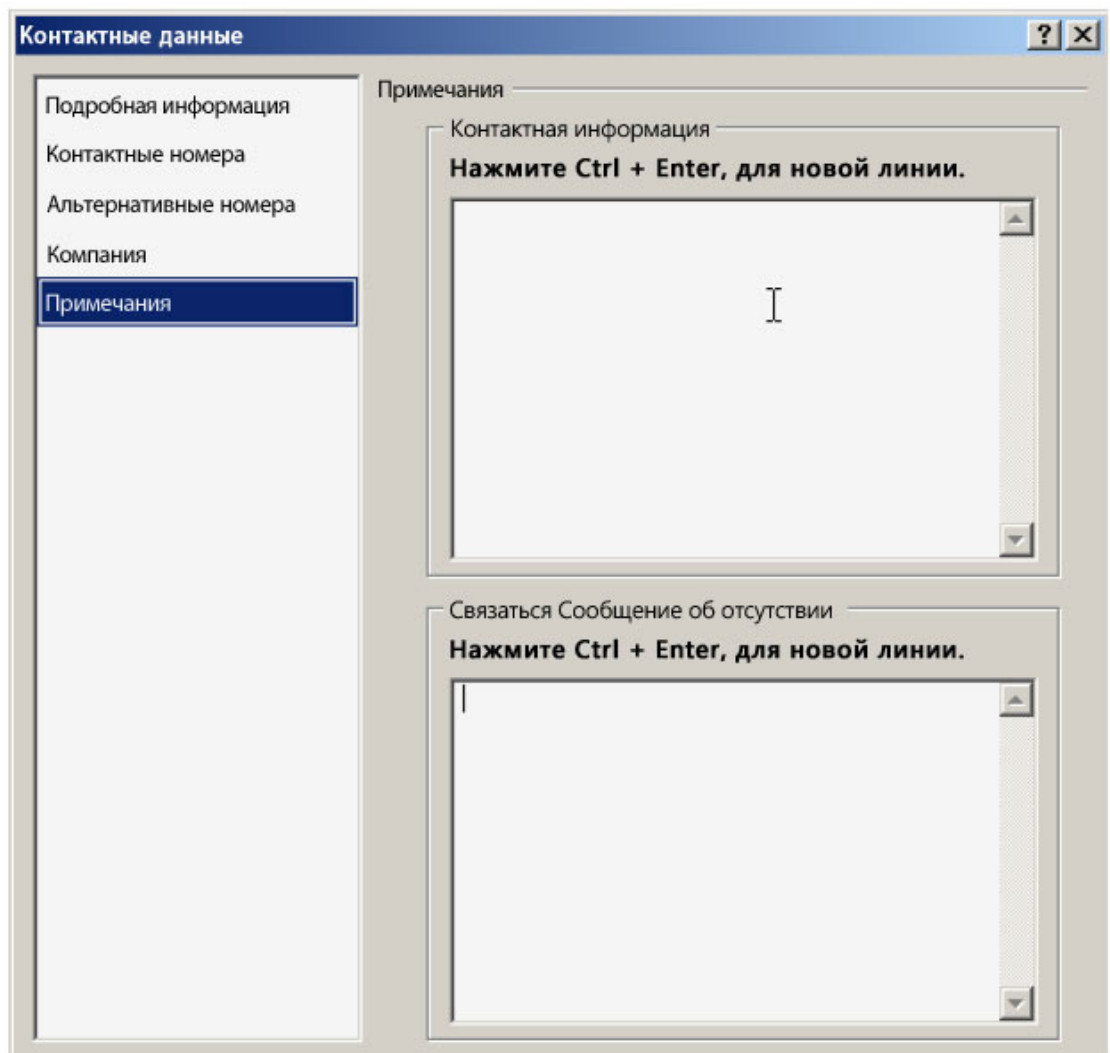 Контактные данные
Подробная информация
Контактные номера
Альтернативные номера
Компания
Примечания
Примечания
Контактная информация
Нажмите Ctrl + Enter, для новой линии.
Связаться Сообщение об отсутствии
Нажмите Ctrl + Enter, для новой линии.